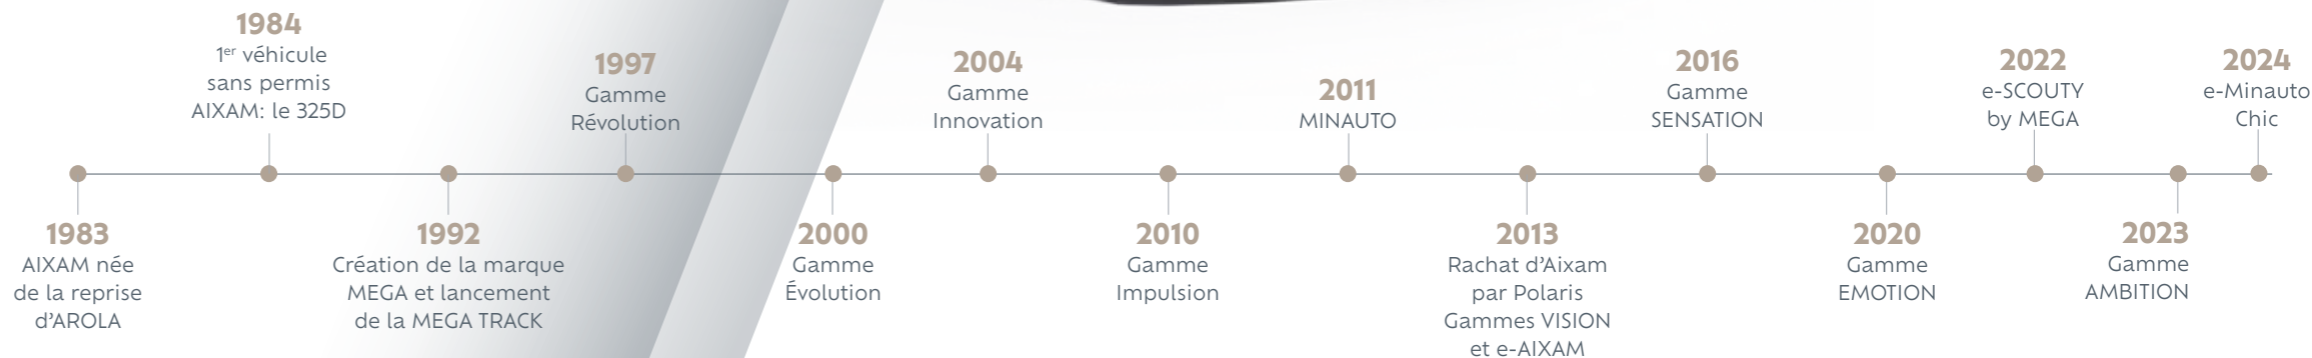 1983
AIXAM née
de la reprise
d’AROLA
1984
1er véhicule
sans permis
AIXAM: le 325D
1992
Création de la marque
MEGA et lancement
de la MEGA TRACK
1997
Gamme
Révolution
2000
Gamme
Évolution
2004
Gamme
Innovation
2010
Gamme
Impulsion
2011
MINAUTO
2013
Rachat d’Aixam
par Polaris
Gammes VISION
et e-AIXAM
2016
Gamme
SENSATION
2020
Gamme
EMOTION
2022
e-SCOUTY
by MEGA
2023
Gamme
AMBITION
2024
e-Minauto
Chic